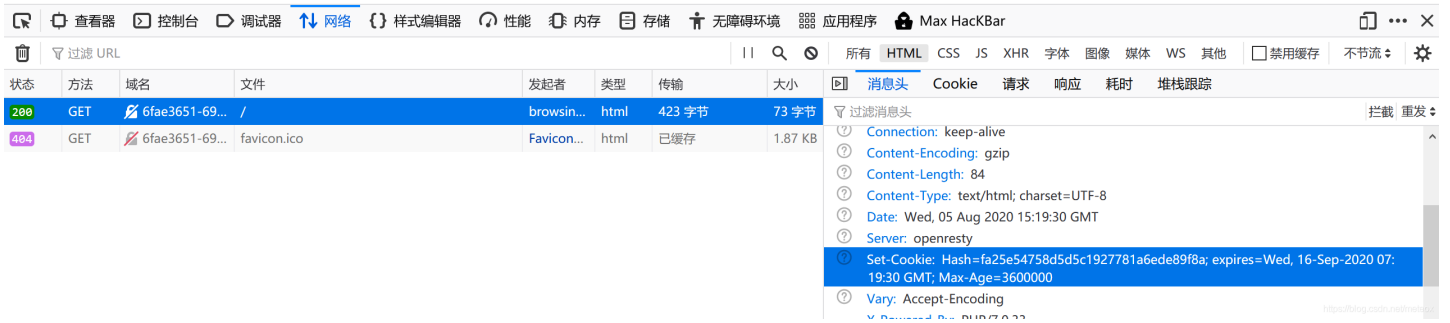 查看器 控制台 调试器 网络 样式编辑器 性能 内存 存储 无障碍环境 应用程序 Max HacKBar
过滤 URL 所有 HTML CSS JS XHR 字体 图像 媒体 WS 其他 禁用缓存 不节流
状态 方法 域名 文件 发起者 类型 传输 大小
200 GET 6fae3651-69... / browsin... html 423 字节 73 字节
404 GET 6fae3651-69... favicon.ico Favicon... html 已缓存 1.87 KB
消息头 Cookie 请求 响应 耗时 堆栈跟踪
过滤消息头 拦截 重发
Connection: keep-alive
Content-Encoding: gzip
Content-Length: 84
Content-Type: text/html; charset=UTF-8
Date: Wed, 05 Aug 2020 15:19:30 GMT
Server: openresty
Set-Cookie: Hash=fa25e54758d5d5c1927781a6ede89f8a; expires=Wed, 16-Sep-2020 07:
19:30 GMT; Max-Age=3600000
Vary: Accept-Encoding
X-Powered-By: PHP/7.0.33